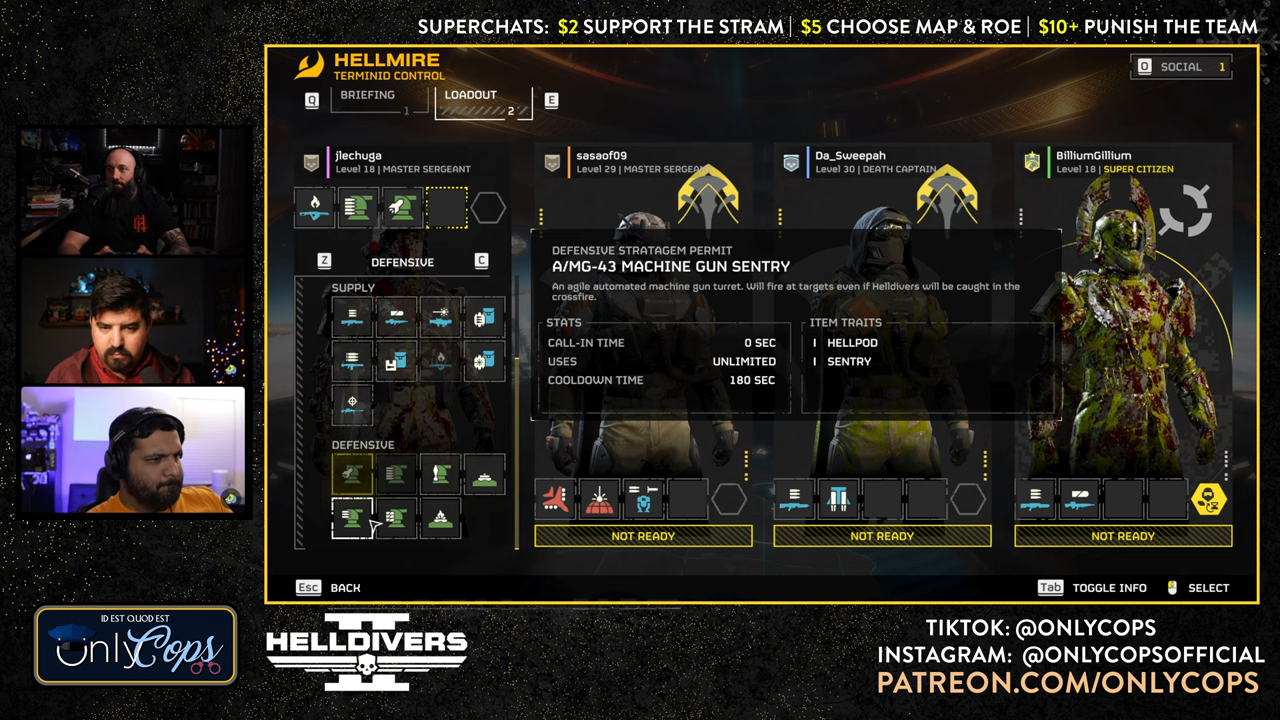 SUPERCHATS: $2 SUPPORT THE STRAM | $5 CHOOSE MAP & ROE | $10+ PUNISH THE TEAM
HELLMIRE
TERMINID CONTROL
O SOCIAL 1
Q BRIEFING 1 LOADOUT 2 E
jlechuga
Level 18 | MASTER SERGEANT
sasaof09
Level 29 | MASTER SERGEANT
Da_Sweepah
Level 30 | DEATH CAPTAIN
BilliumGillium
Level 18 | SUPER CITIZEN
Z DEFENSIVE C
SUPPLY
DEFENSIVE
DEFENSIVE STRATAGEM PERMIT
A/MG-43 MACHINE GUN SENTRY
An agile automated machine gun turret. Will fire at targets even if Helldivers will be caught in the
crossfire.
STATS
CALL-IN TIME 0 SEC
USES UNLIMITED
COOLDOWN TIME 180 SEC
ITEM TRAITS
HELLPOD
SENTRY
NOT READY
NOT READY
NOT READY
Esc BACK
Tab TOGGLE INFO SELECT
ID EST QUOD EST
OnlyCops
HELLDIVERS
II
TIKTOK: @ONLYCOPS
INSTAGRAM: @ONLYCOPSOFFICIAL
PATREON.COM/ONLYCOPS